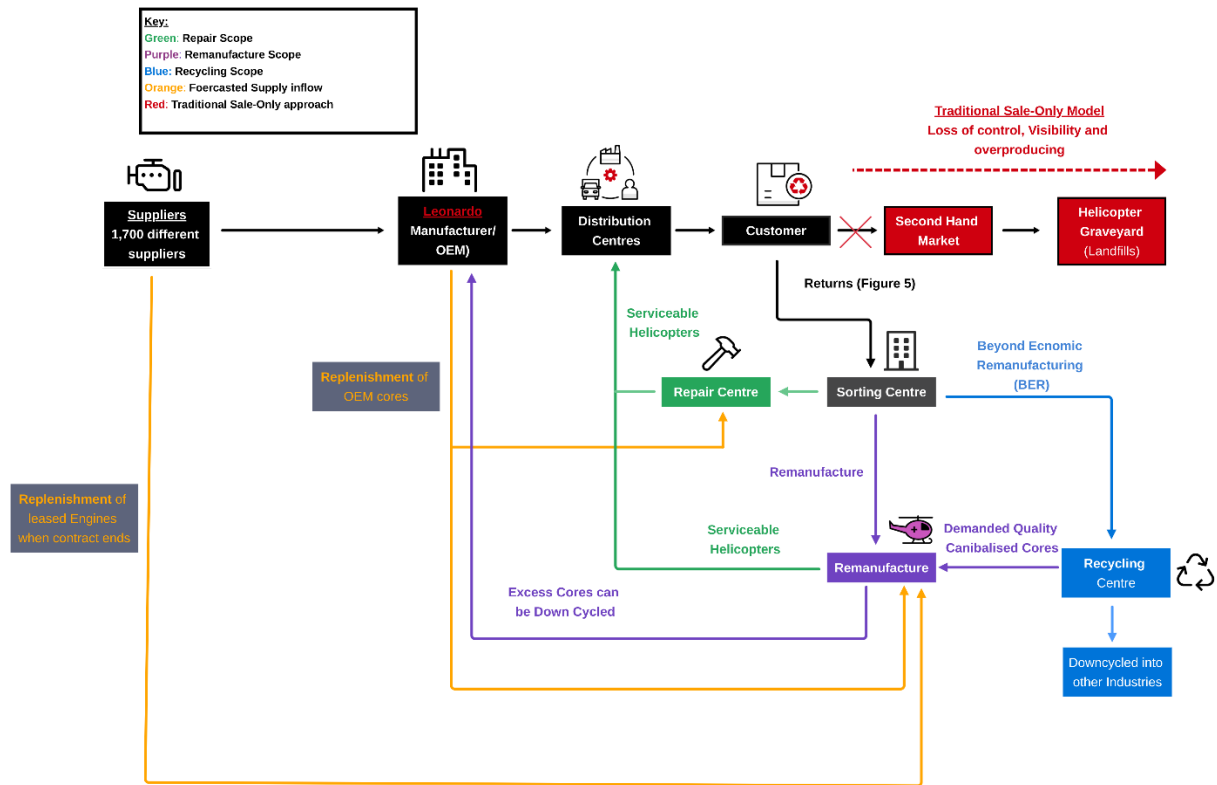 Key:
Green: Repair Scope
Purple: Remanufacture Scope
Blue: Recycling Scope
Orange: Foercasted Supply inflow
Red: Traditional Sale-Only approach
Traditional Sale-Only Model
Loss of control, Visibility and
overproducing
Suppliers
1,700 different
suppliers
Leonardo
Manufacturer/
OEM)
Distribution
Centres
Customer
Second Hand
Market
Helicopter
Graveyard
(Landfills)
Returns (Figure 5)
Serviceable
Helicopters
Beyond Ecnomic
Remanufacturing
(BER)
Replenishment of
OEM cores
Repair Centre
Sorting Centre
Remanufacture
Replenishment of
leased Engines
when contract ends
Serviceable
Helicopters
Demanded Quality
Canibalised Cores
Remanufacture
Recycling
Centre
Excess Cores can
be Down Cycled
Downcycled into
other Industries